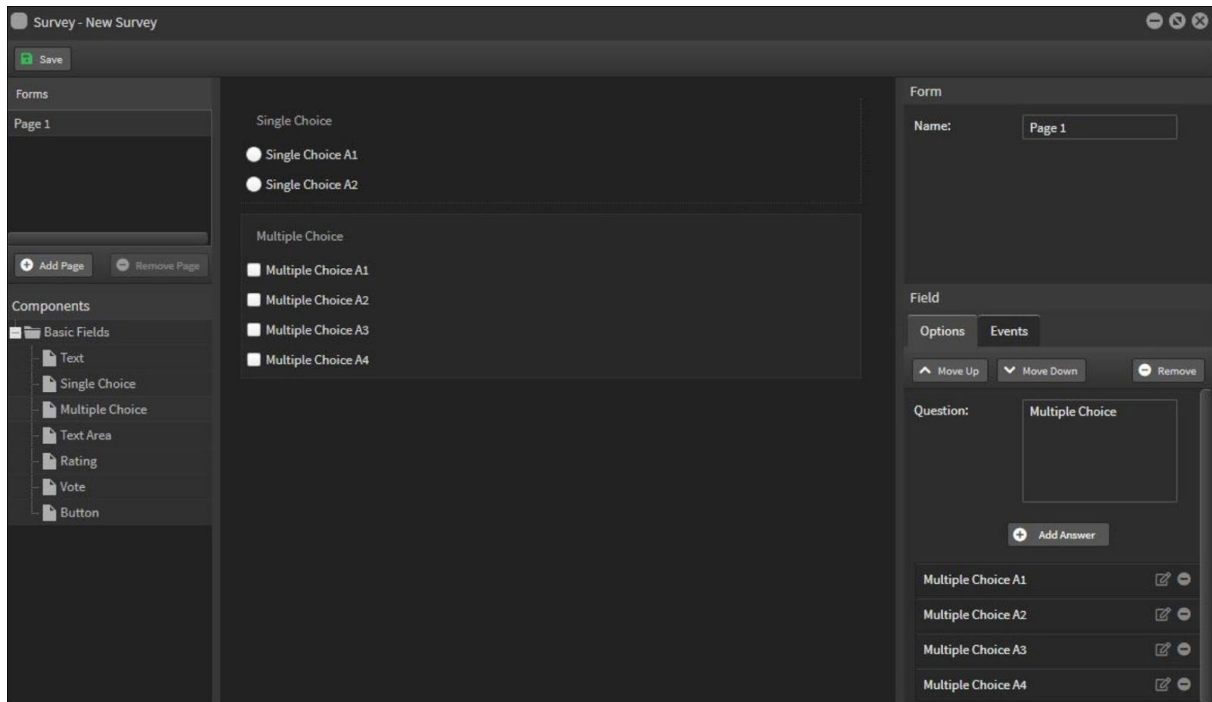 Survey - New Survey
Save
Forms
Page 1
Add Page Remove Page
Components
Basic Fields
Text
Single Choice
Multiple Choice
Text Area
Rating
Vote
Button
Single Choice
Single Choice A1
Single Choice A2
Multiple Choice
Multiple Choice A1
Multiple Choice A2
Multiple Choice A3
Multiple Choice A4
Form
Name: Page 1
Field
Options Events
Move Up Move Down Remove
Question: Multiple Choice
Add Answer
Multiple Choice A1
Multiple Choice A2
Multiple Choice A3
Multiple Choice A4